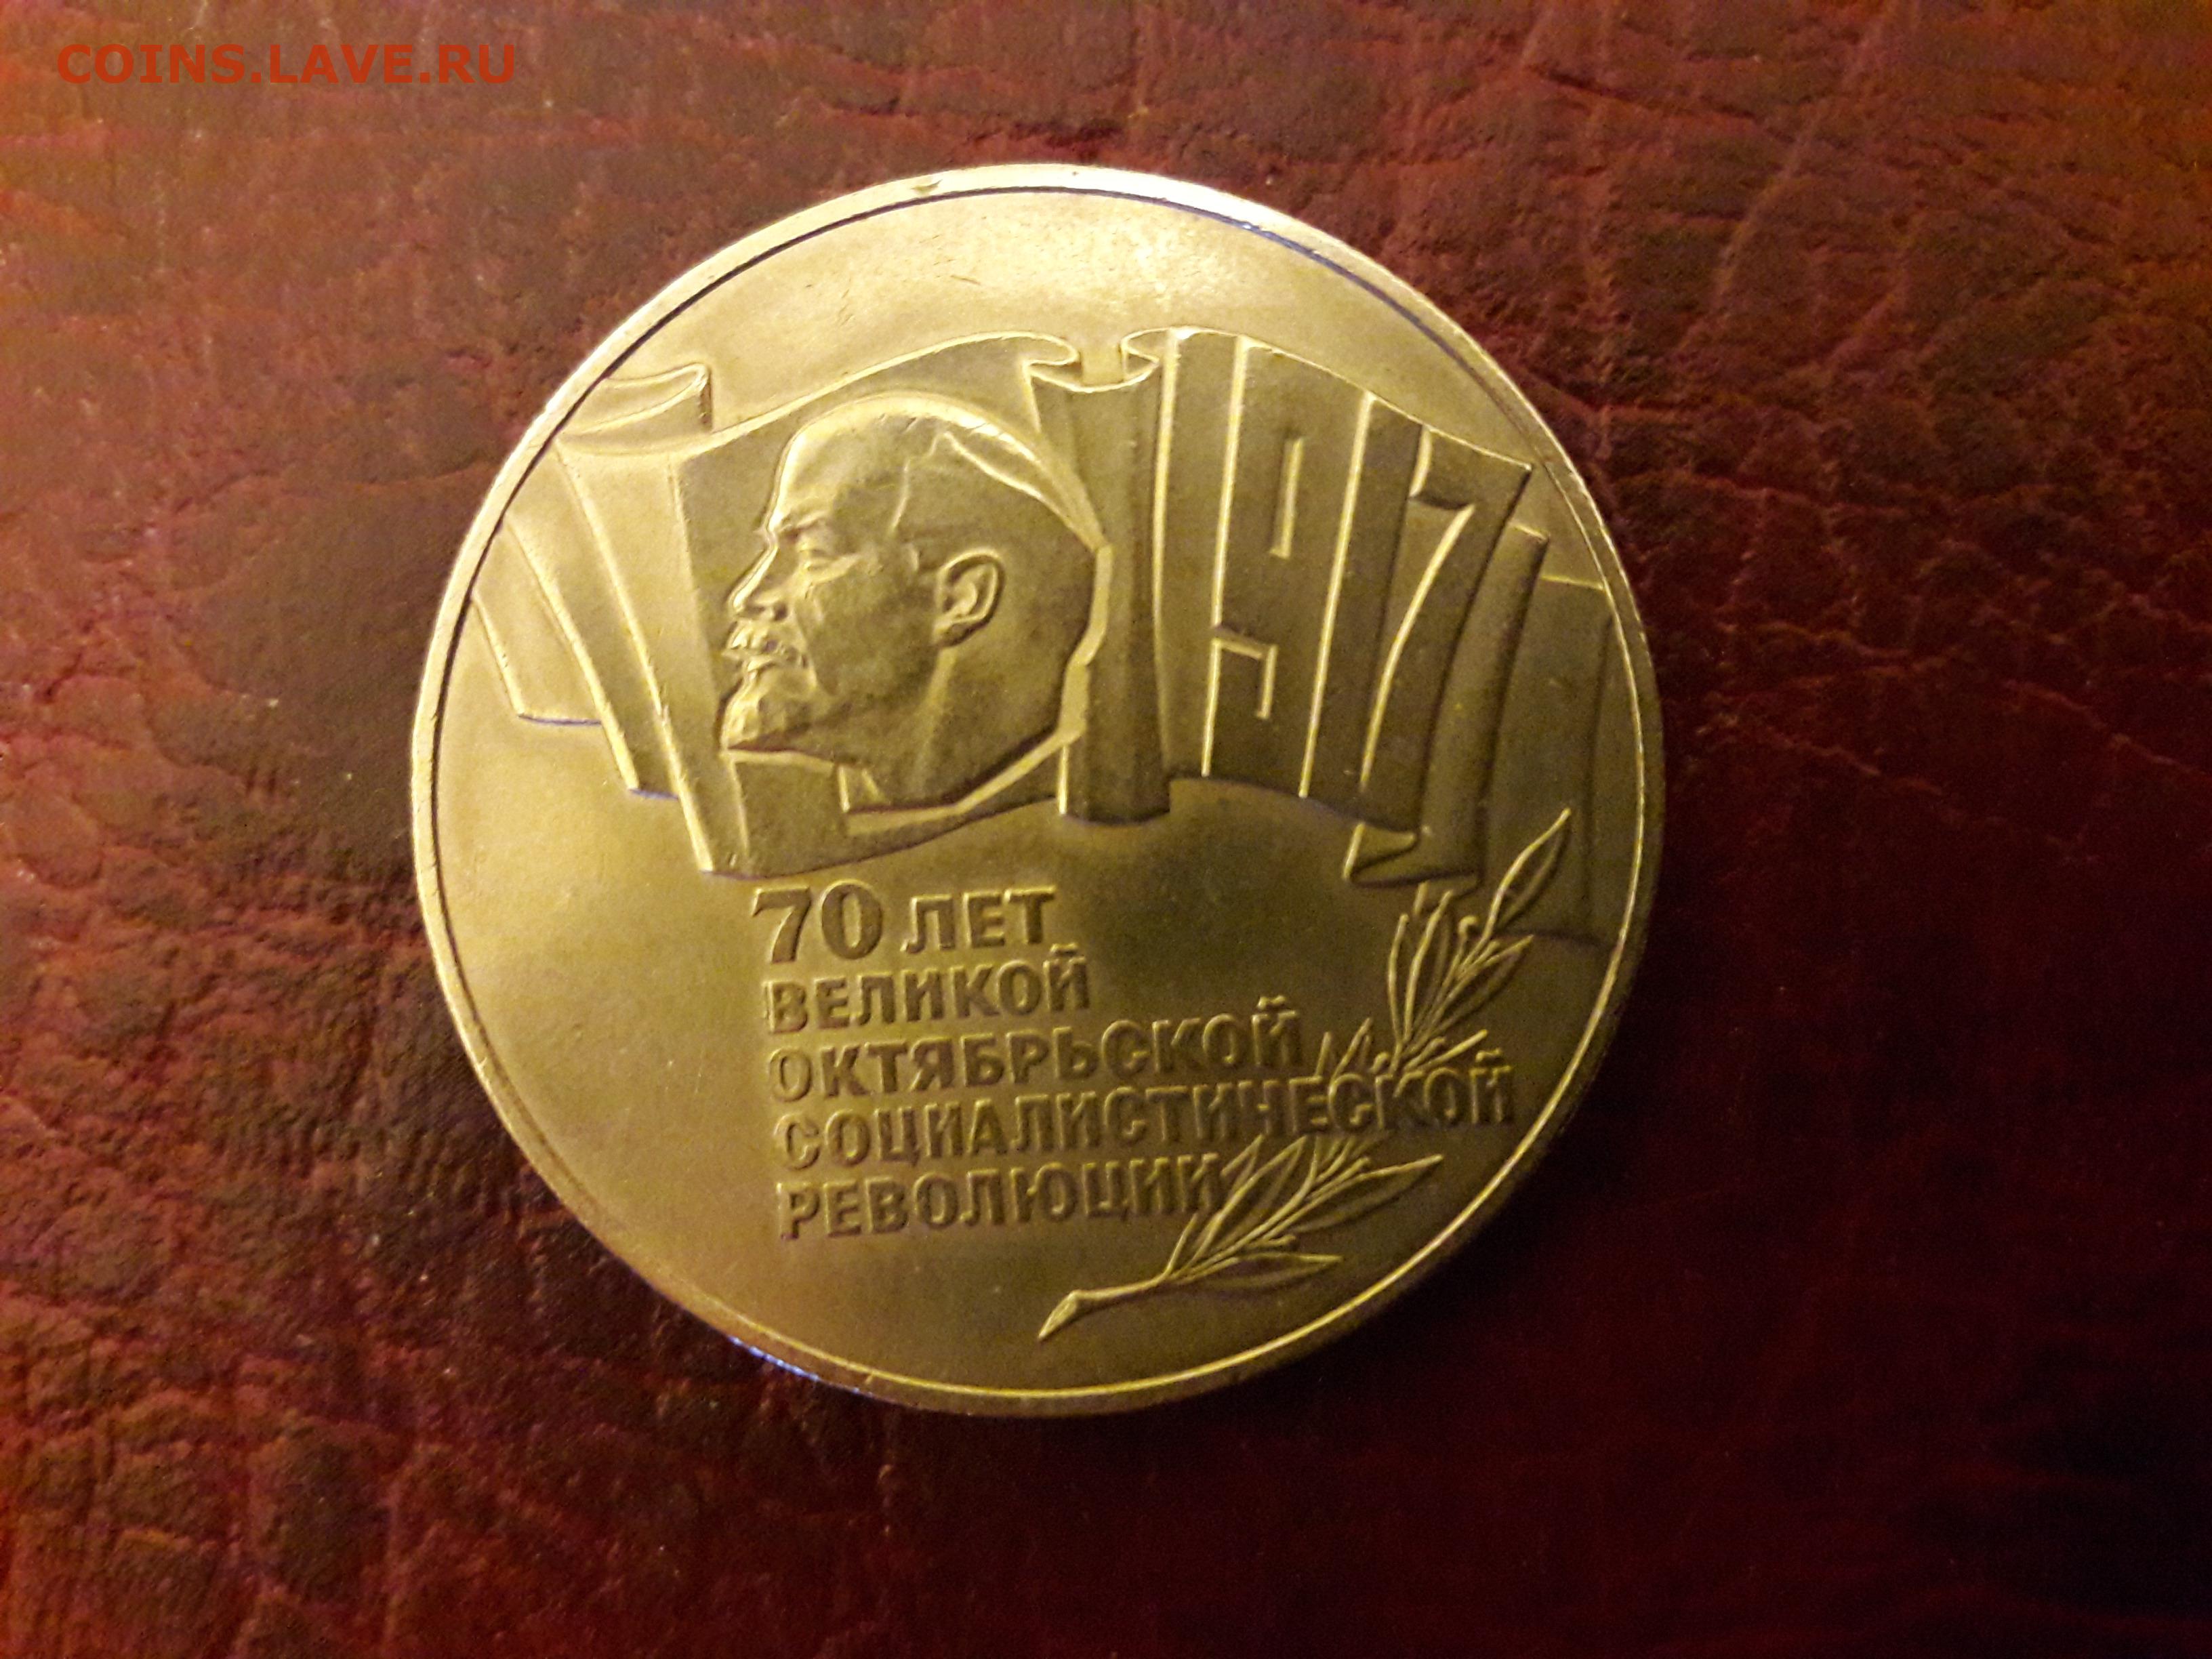 COINS.LAVE.RU
1917
70 ЛЕТ
ВЕЛИКОЙ
ОКТЯБРЬСКОЙ
СОЦИАЛИСТИЧЕСКОЙ
РЕВОЛЮЦИИ